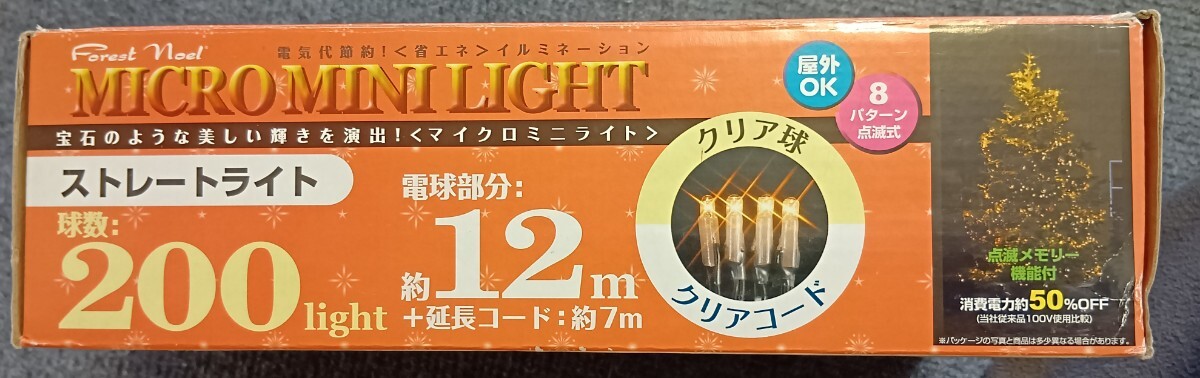 Forest Noel
電気代節約！＜省エネ＞イルミネーション
MICRO MINI LIGHT
宝石のような美しい輝きを演出！＜マイクロミニライト＞
屋外
OK
8
パターン
点滅式
ストレートライト
球数：
200 light
電球部分：
約12m
＋延長コード：約7m
クリア球
クリアコード
点滅メモリー
機能付
消費電力約50%OFF
(当社従来品100V使用比較)
※パッケージの写真と商品は多少異なる場合があります。